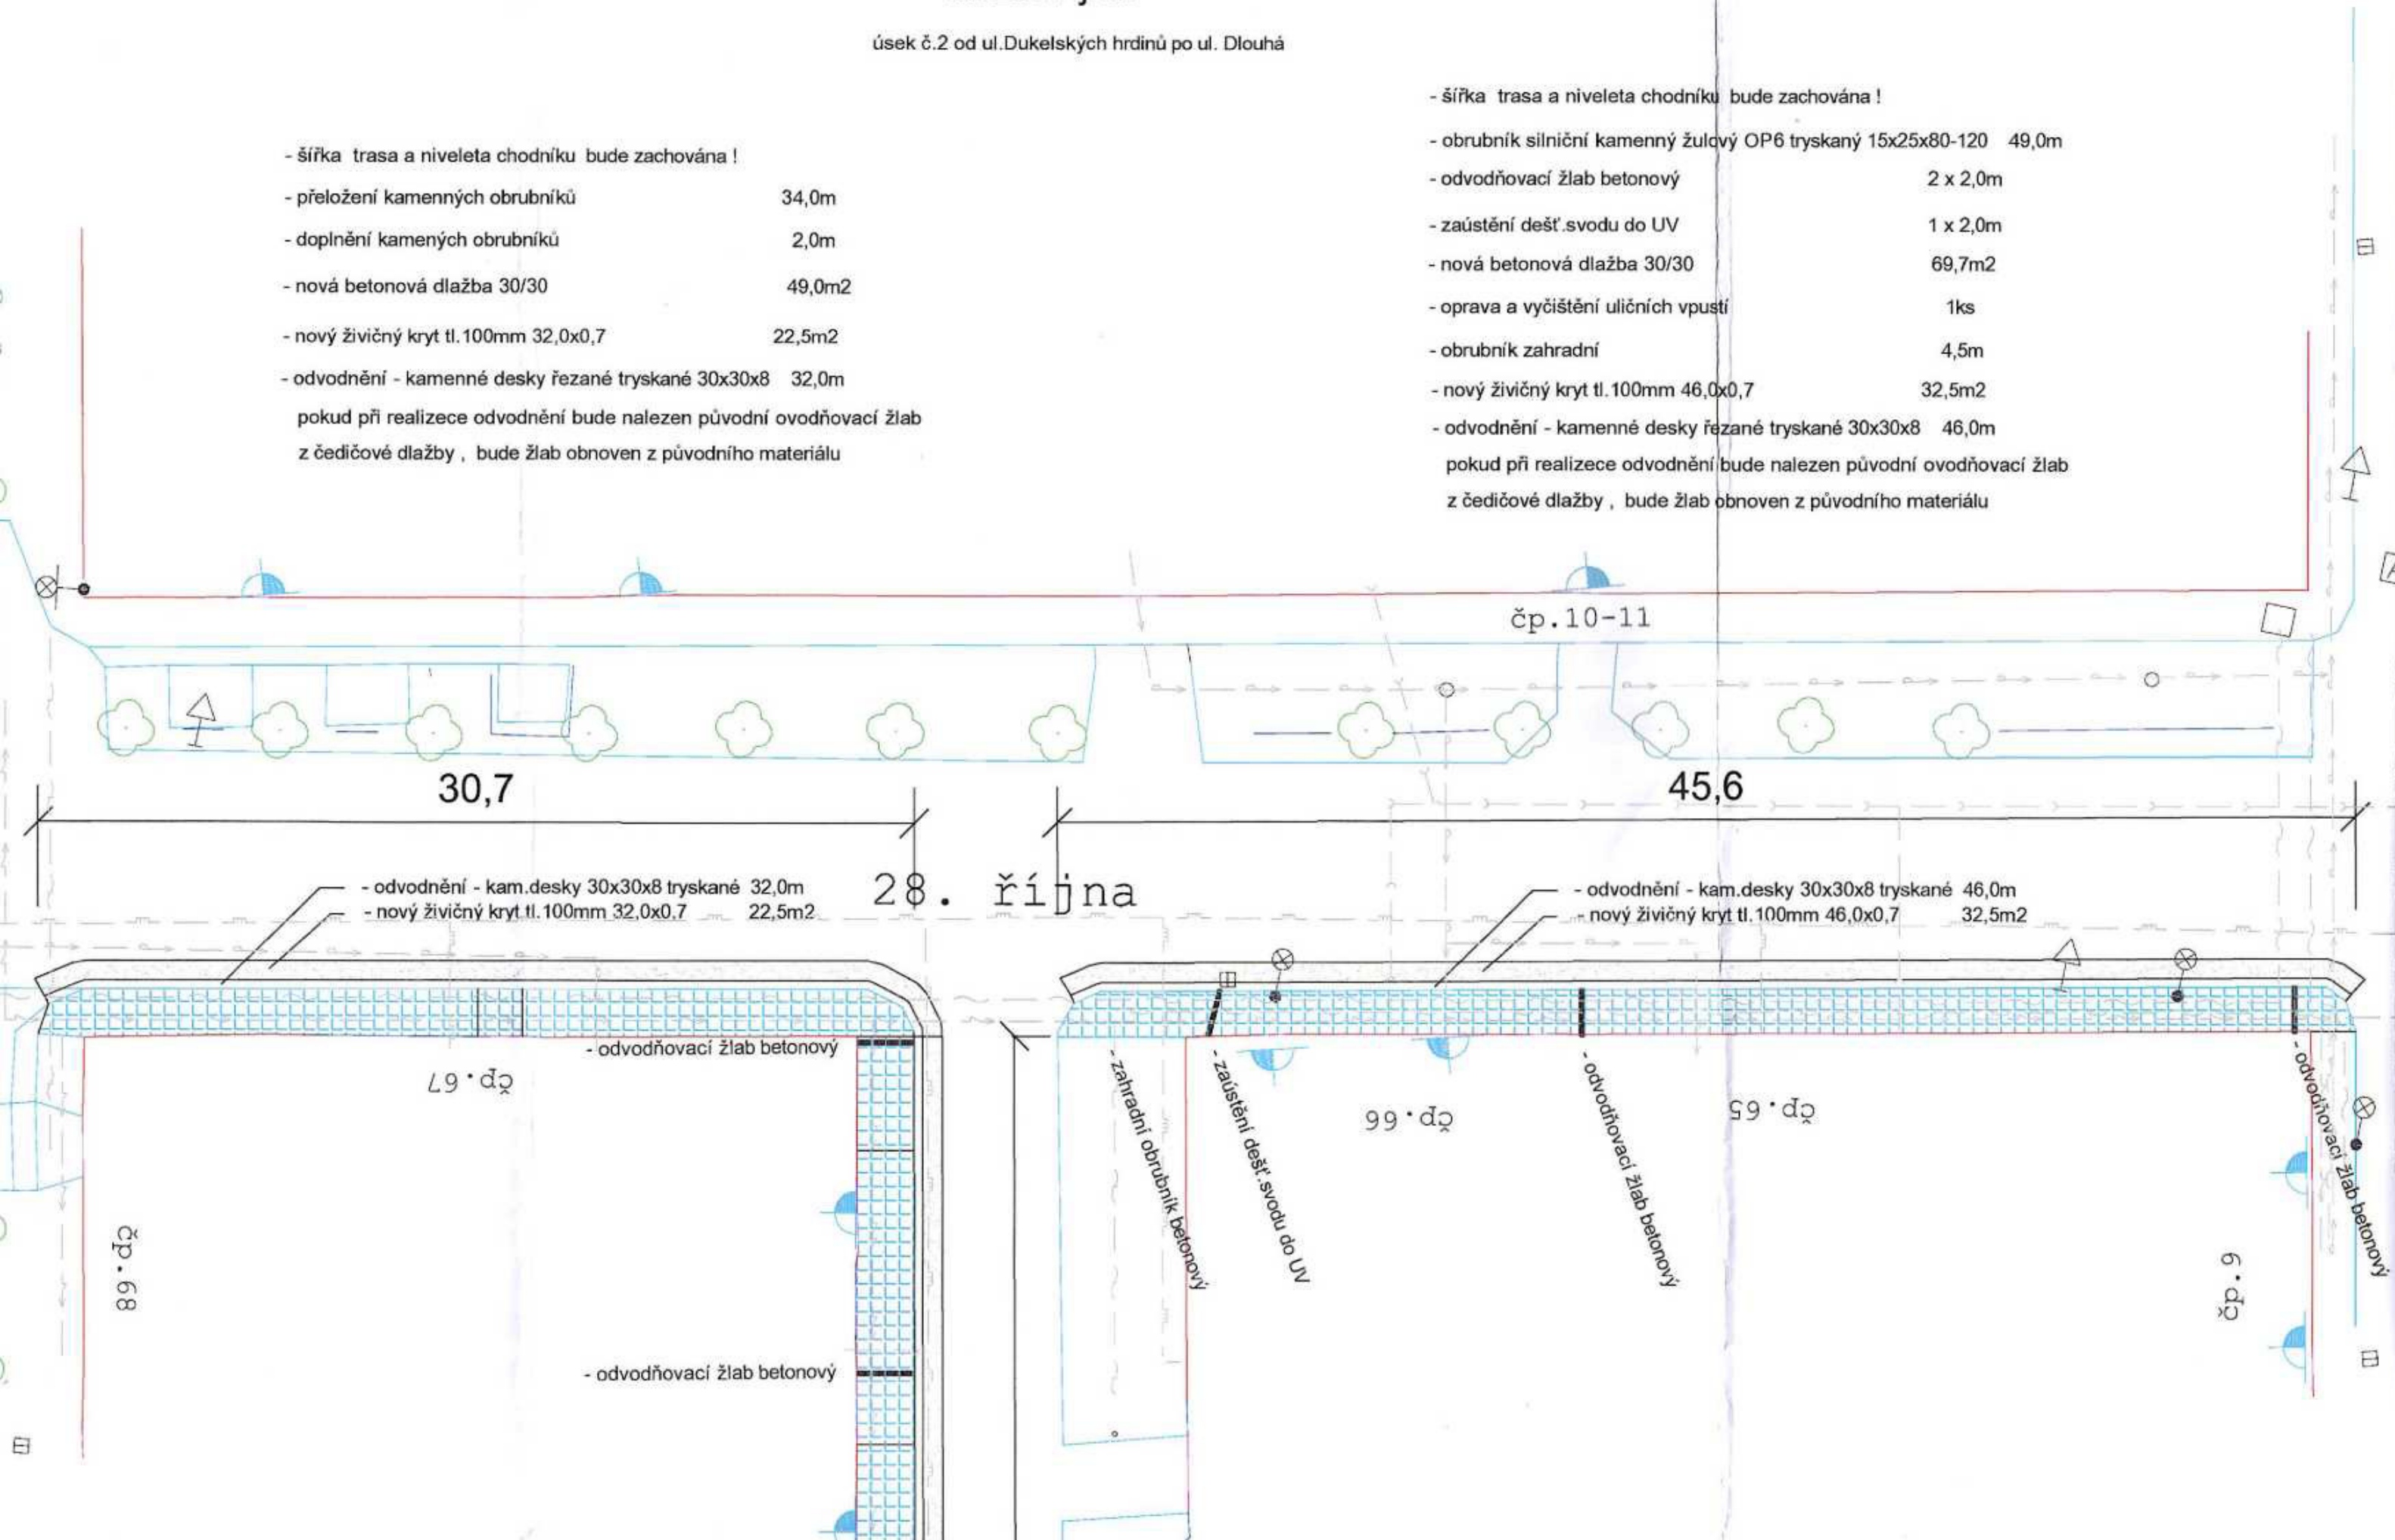 úsek č.2 od ul.Dukelských hrdinů po ul. Dlouhá
- šířka trasa a niveleta chodníku bude zachována !
- přeložení kamenných obrubníků 34,0m
- doplnění kamených obrubníků 2,0m
- nová betonová dlažba 30/30 49,0m2
- nový živičný kryt tl.100mm 32,0x0,7 22,5m2
- odvodnění - kamenné desky řezané tryskané 30x30x8 32,0m
pokud při realizece odvodnění bude nalezen původní ovodňovací žlab
z čedičové dlažby , bude žlab obnoven z původního materiálu
- šířka trasa a niveleta chodníku bude zachována !
- obrubník silniční kamenný žulový OP6 tryskaný 15x25x80-120 49,0m
- odvodňovací žlab betonový 2 x 2,0m
- zaústění dešť.svodu do UV 1 x 2,0m
- nová betonová dlažba 30/30 69,7m2
- oprava a vyčištění uličních vpustí 1ks
- obrubník zahradní 4,5m
- nový živičný kryt tl.100mm 46,0x0,7 32,5m2
- odvodnění - kamenné desky řezané tryskané 30x30x8 46,0m
pokud při realizece odvodnění bude nalezen původní ovodňovací žlab
z čedičové dlažby , bude žlab obnoven z původního materiálu
čp.10-11
30,7
45,6
- odvodnění - kam.desky 30x30x8 tryskané 32,0m
- nový živičný kryt tl.100mm 32,0x0,7 22,5m2
28. října
- odvodnění - kam.desky 30x30x8 tryskané 46,0m
- nový živičný kryt tl.100mm 46,0x0,7 32,5m2
- odvodňovací žlab betonový
čp.67
- zahradní obrubník betonový
- zaústění dešť.svodu do UV
čp.66
- odvodňovací žlab betonový
čp.65
- odvodňovací žlab betonový
čp.68
čp.9
- odvodňovací žlab betonový